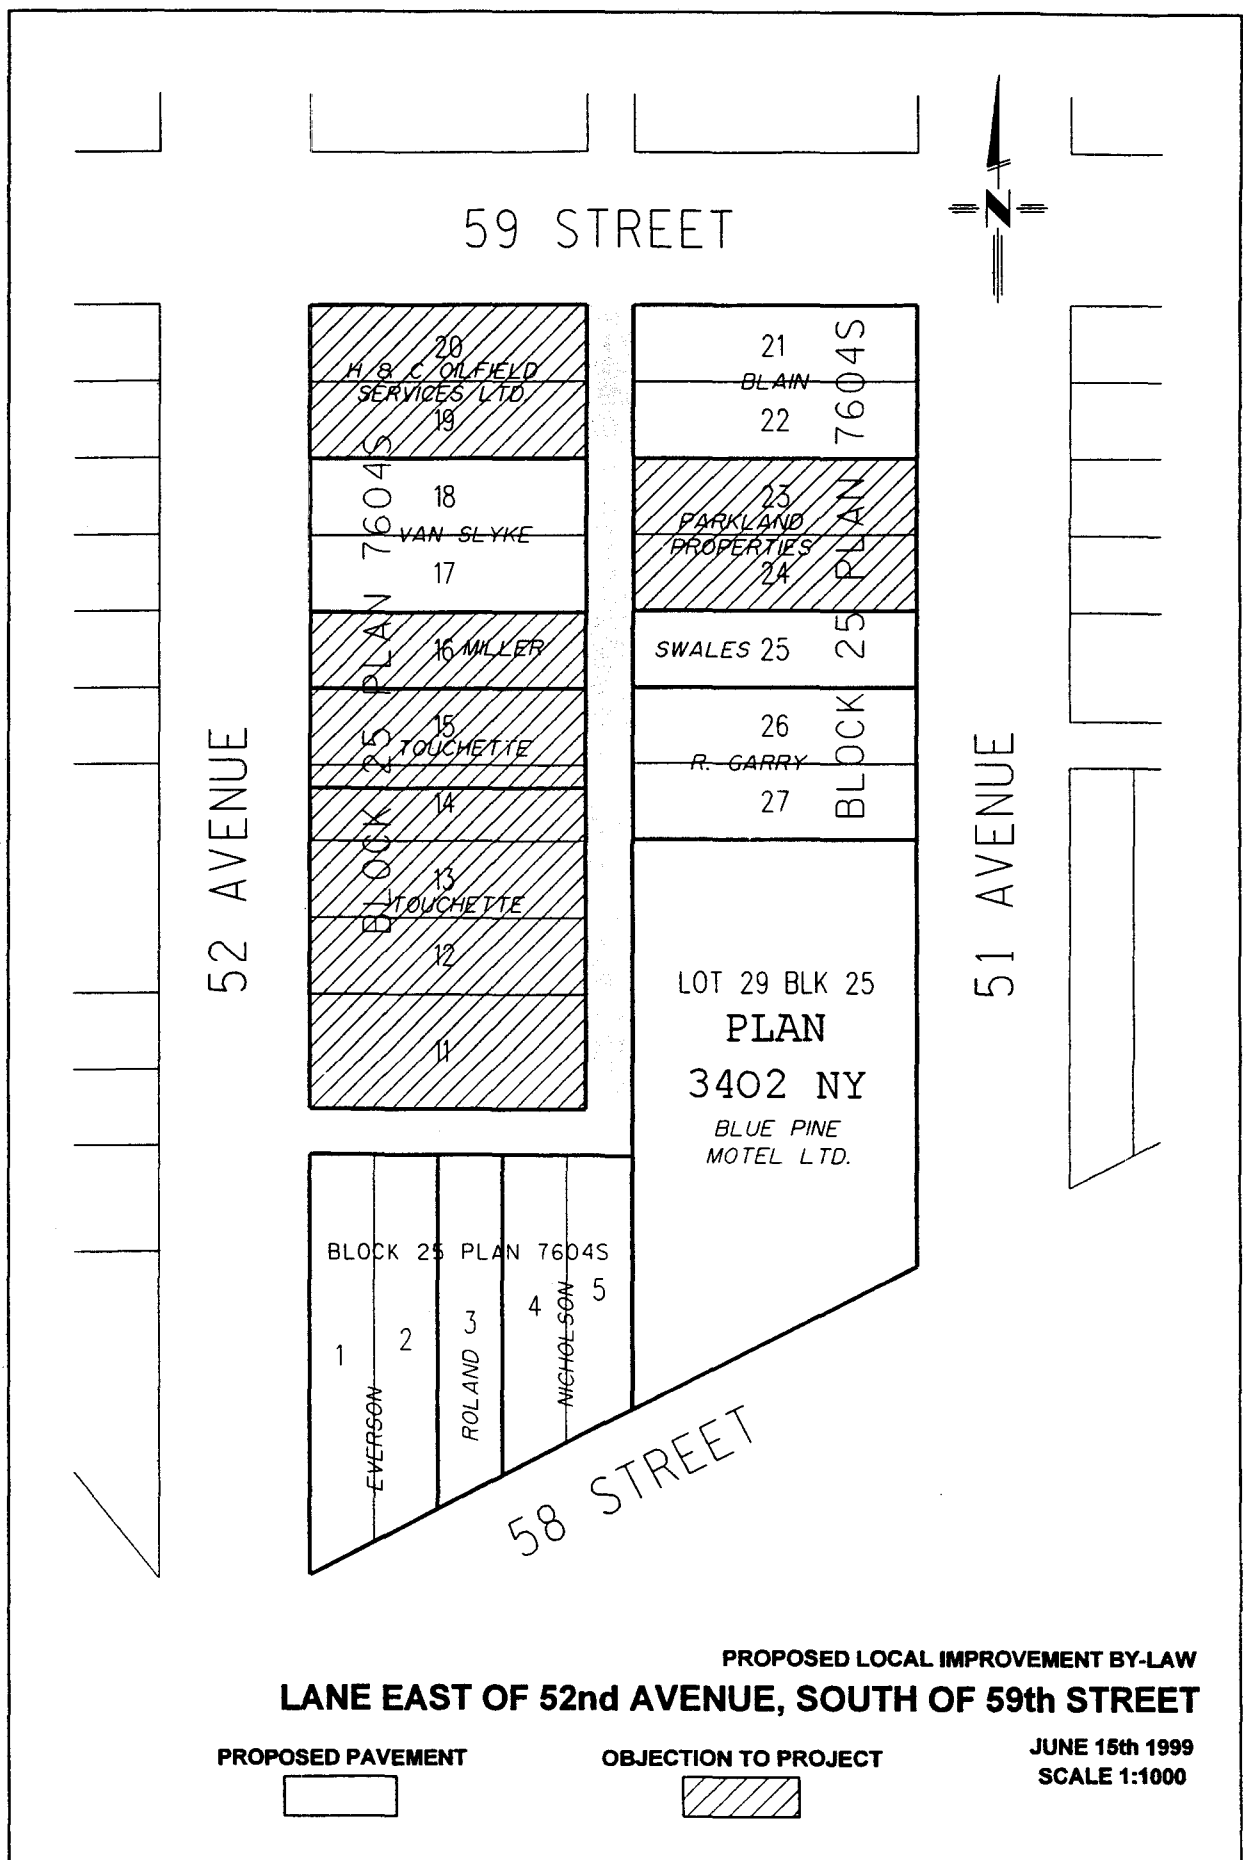 59 STREET
N
20
H & C OILFIELD
SERVICES LTD.
19
18
VAN SLYKE
17
16 MILLER
15
TOUCHETTE
14
13
TOUCHETTE
12
11
BLOCK 25 PLAN 7604S
21
BLAIN
22
23
PARKLAND
PROPERTIES
24
SWALES 25
26
R. GARRY
27
BLOCK 25 PLAN 7604S
52 AVENUE
51 AVENUE
LOT 29 BLK 25
PLAN
3402 NY
BLUE PINE
MOTEL LTD.
BLOCK 25 PLAN 7604S
1
2
EVERSON
3
ROLAND
4
5
NICHOLSON
58 STREET
PROPOSED LOCAL IMPROVEMENT BY-LAW
LANE EAST OF 52nd AVENUE, SOUTH OF 59th STREET
PROPOSED PAVEMENT
OBJECTION TO PROJECT
JUNE 15th 1999
SCALE 1:1000